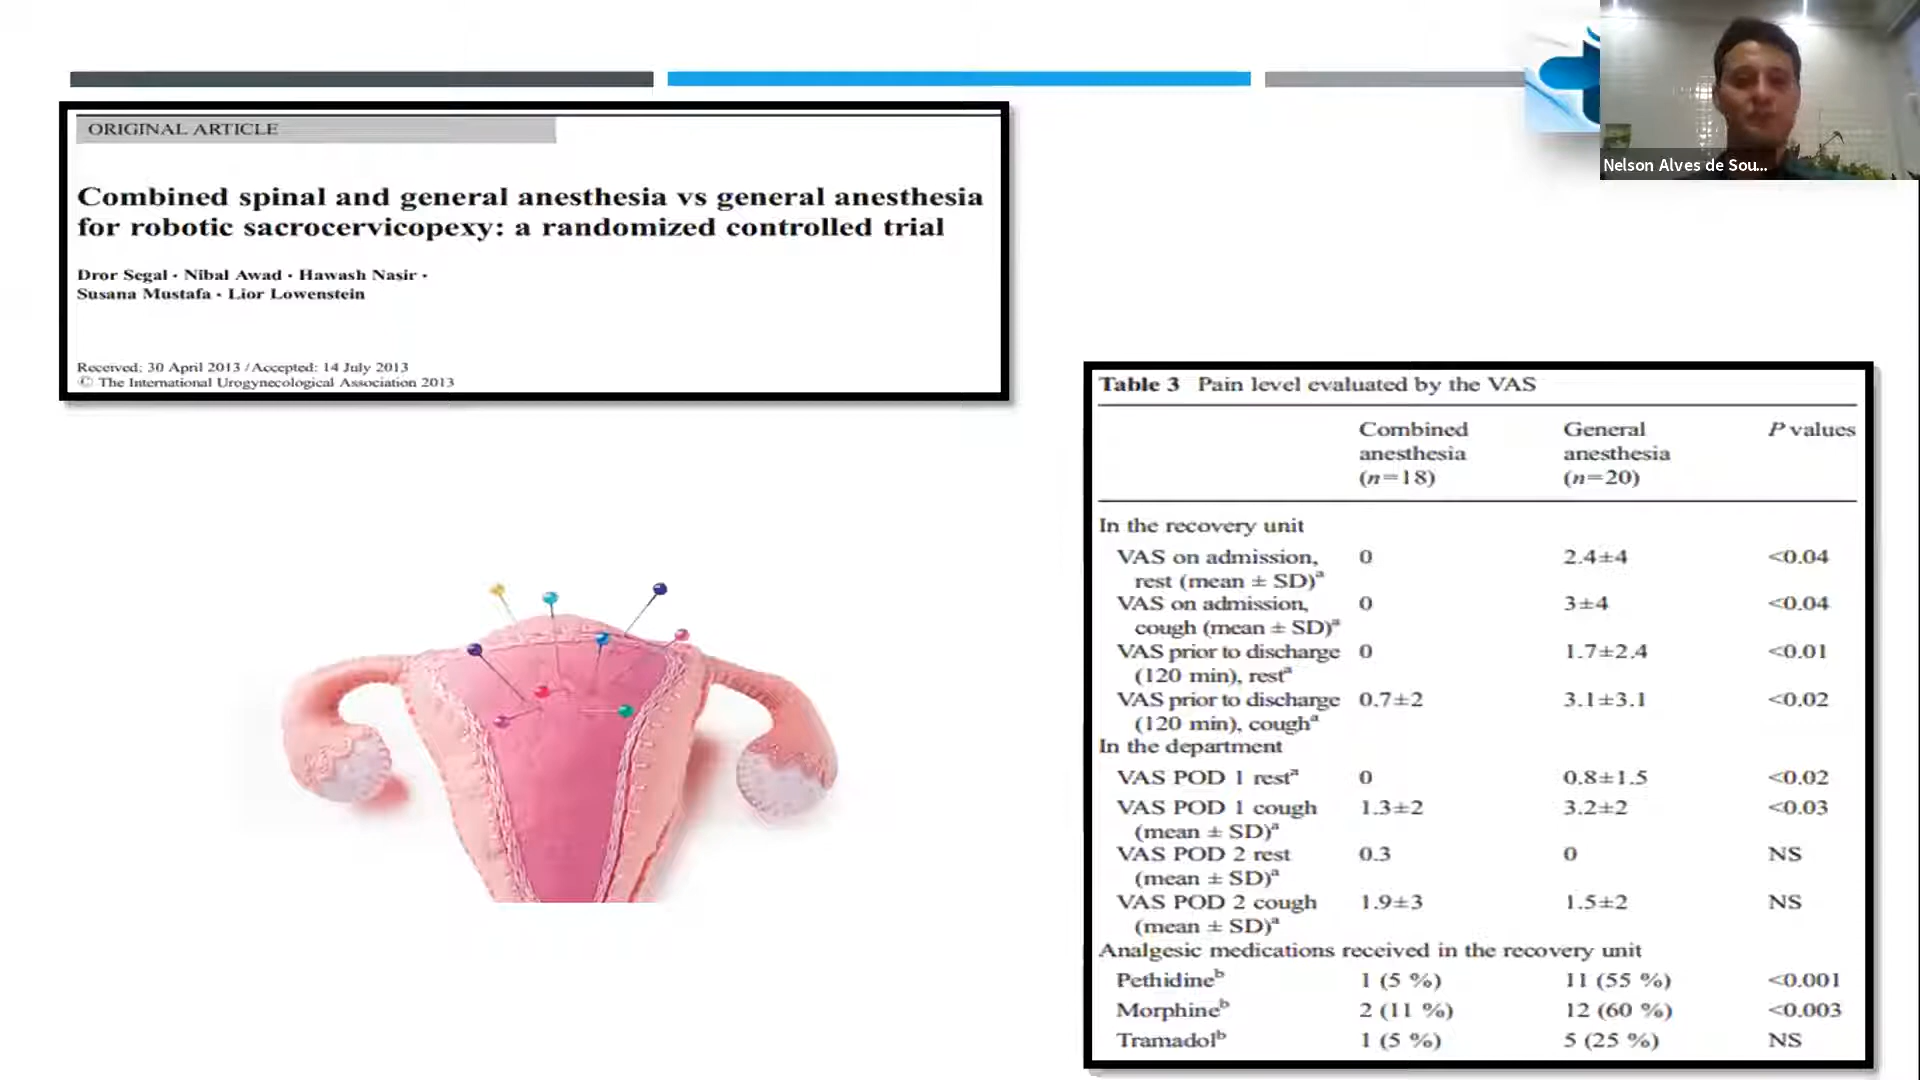 ORIGINAL ARTICLE
Combined spinal and general anesthesia vs general anesthesia
for robotic sacrocervicopexy: a randomized controlled trial
Dror Segal · Nibal Awad · Hawash Nasir ·
Susana Mustafa · Lior Lowenstein
Received: 30 April 2013 / Accepted: 14 July 2013
© The International Urogynecological Association 2013
Nelson Alves de Sou...
Table 3 Pain level evaluated by the VAS
Combined anesthesia (n=18) General anesthesia (n=20) P values
In the recovery unit
VAS on admission, 0 2.4±4 <0.04
rest (mean ± SD)ᵃ
VAS on admission, 0 3±4 <0.04
cough (mean ± SD)ᵃ
VAS prior to discharge 0 1.7±2.4 <0.01
(120 min), restᵃ
VAS prior to discharge 0.7±2 3.1±3.1 <0.02
(120 min), coughᵃ
In the department
VAS POD 1 restᵃ 0 0.8±1.5 <0.02
VAS POD 1 cough 1.3±2 3.2±2 <0.03
(mean ± SD)ᵃ
VAS POD 2 rest 0.3 0 NS
(mean ± SD)ᵃ
VAS POD 2 cough 1.9±3 1.5±2 NS
(mean ± SD)ᵃ
Analgesic medications received in the recovery unit
Pethidineᵇ 1 (5 %) 11 (55 %) <0.001
Morphineᵇ 2 (11 %) 12 (60 %) <0.003
Tramadolᵇ 1 (5 %) 5 (25 %) NS